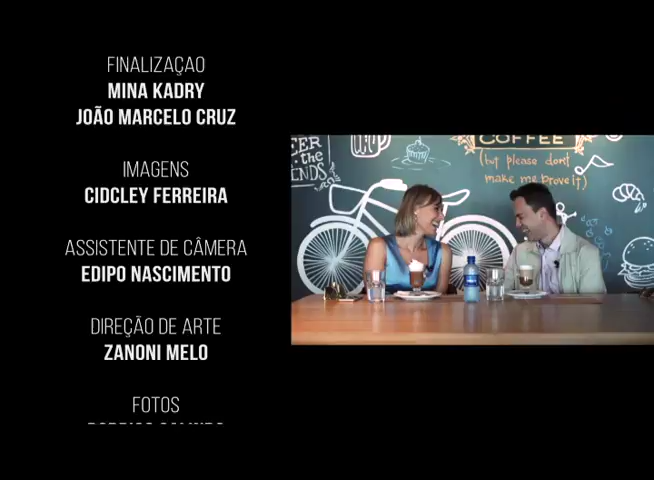 FINALIZAÇAO
MINA KADRY
JOÃO MARCELO CRUZ
IMAGENS
CIDCLEY FERREIRA
ASSISTENTE DE CÂMERA
EDIPO NASCIMENTO
DIREÇÃO DE ARTE
ZANONI MELO
FOTOS
COFFEE
(but please don't
make me prove it)
the